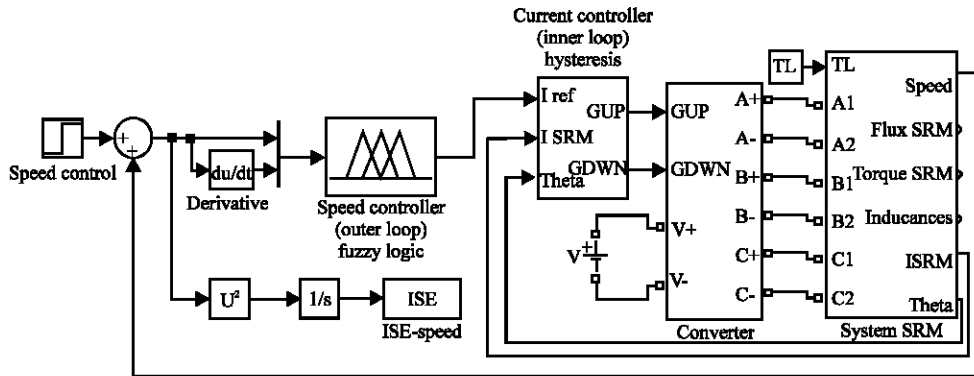 Current controller
(inner loop)
hysteresis
TL
TL
Speed
I ref
GUP
GUP
A+
A1
+
+
I SRM
A-
A2
Flux SRM
Speed control
du/dt
Derivative
GDWN
GDWN
Theta
B+
B1
Torque SRM
Speed controller
(outer loop)
fuzzy logic
B-
B2
Inducances
V+
V
+
C+
C1
ISRM
V-
U²
1/s
ISE
ISE-speed
C-
C2
Theta
Converter
System SRM